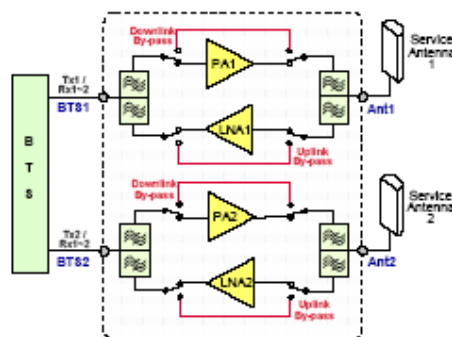 Downlink
By-pass
PA1
Service
Antenna
1
Tx1 /
Rx1~2
BTS1
Ant1
LNA1
Uplink
By-pass
B
T
S
Downlink
By-pass
PA2
Service
Antenna
2
Tx2 /
Rx1~2
BTS2
Ant2
LNA2
Uplink
By-pass